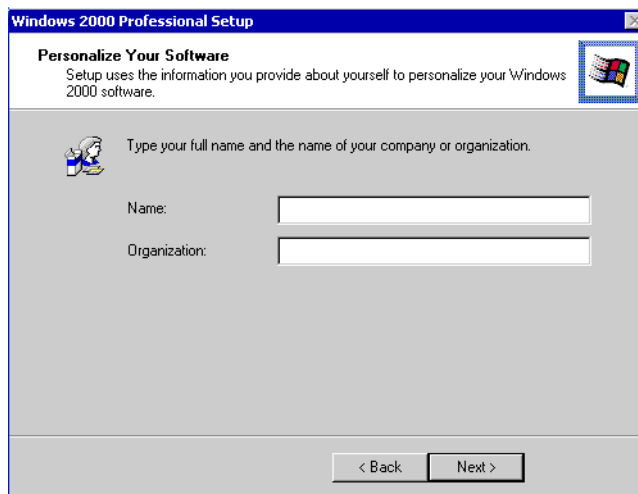 Windows 2000 Professional Setup
Personalize Your Software
Setup uses the information you provide about yourself to personalize your Windows
2000 software.
Type your full name and the name of your company or organization.
Name:
Organization:
< Back
Next >